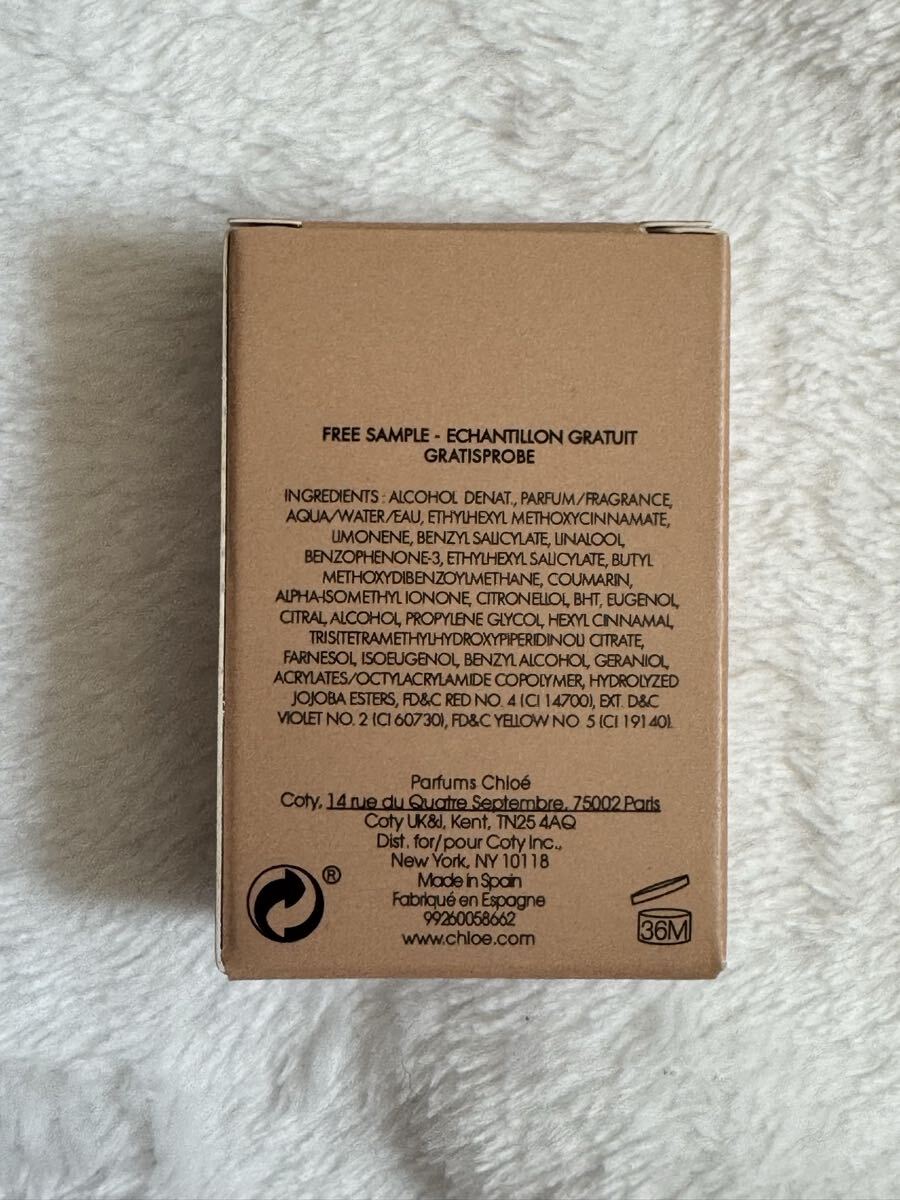 FREE SAMPLE - ECHANTILLON GRATUIT
GRATISPROBE
INGREDIENTS : ALCOHOL DENAT., PARFUM/FRAGRANCE,
AQUA/WATER/EAU, ETHYLHEXYL METHOXYCINNAMATE,
LIMONENE, BENZYL SALICYLATE, LINALOOL,
BENZOPHENONE-3, ETHYLHEXYL SALICYLATE, BUTYL
METHOXYDIBENZOYLMETHANE, COUMARIN,
ALPHA-ISOMETHYL IONONE, CITRONELLOL, BHT, EUGENOL,
CITRAL, ALCOHOL, PROPYLENE GLYCOL, HEXYL CINNAMAL,
TRIS(TETRAMETHYLHYDROXYPIPERIDINOL) CITRATE,
FARNESOL, ISOEUGENOL, BENZYL ALCOHOL, GERANIOL,
ACRYLATES/OCTYLACRYLAMIDE COPOLYMER, HYDROLYZED
JOJOBA ESTERS, FD&C RED NO. 4 (CI 14700), EXT. D&C
VIOLET NO. 2 (CI 60730), FD&C YELLOW NO. 5 (CI 19140).
Parfums Chloé
Coty, 14 rue du Quatre Septembre, 75002 Paris
Coty UK&I, Kent, TN25 4AQ
Dist. for/pour Coty Inc.,
New York, NY 10118
Made in Spain
Fabriqué en Espagne
99260058662
www.chloe.com
®
36M